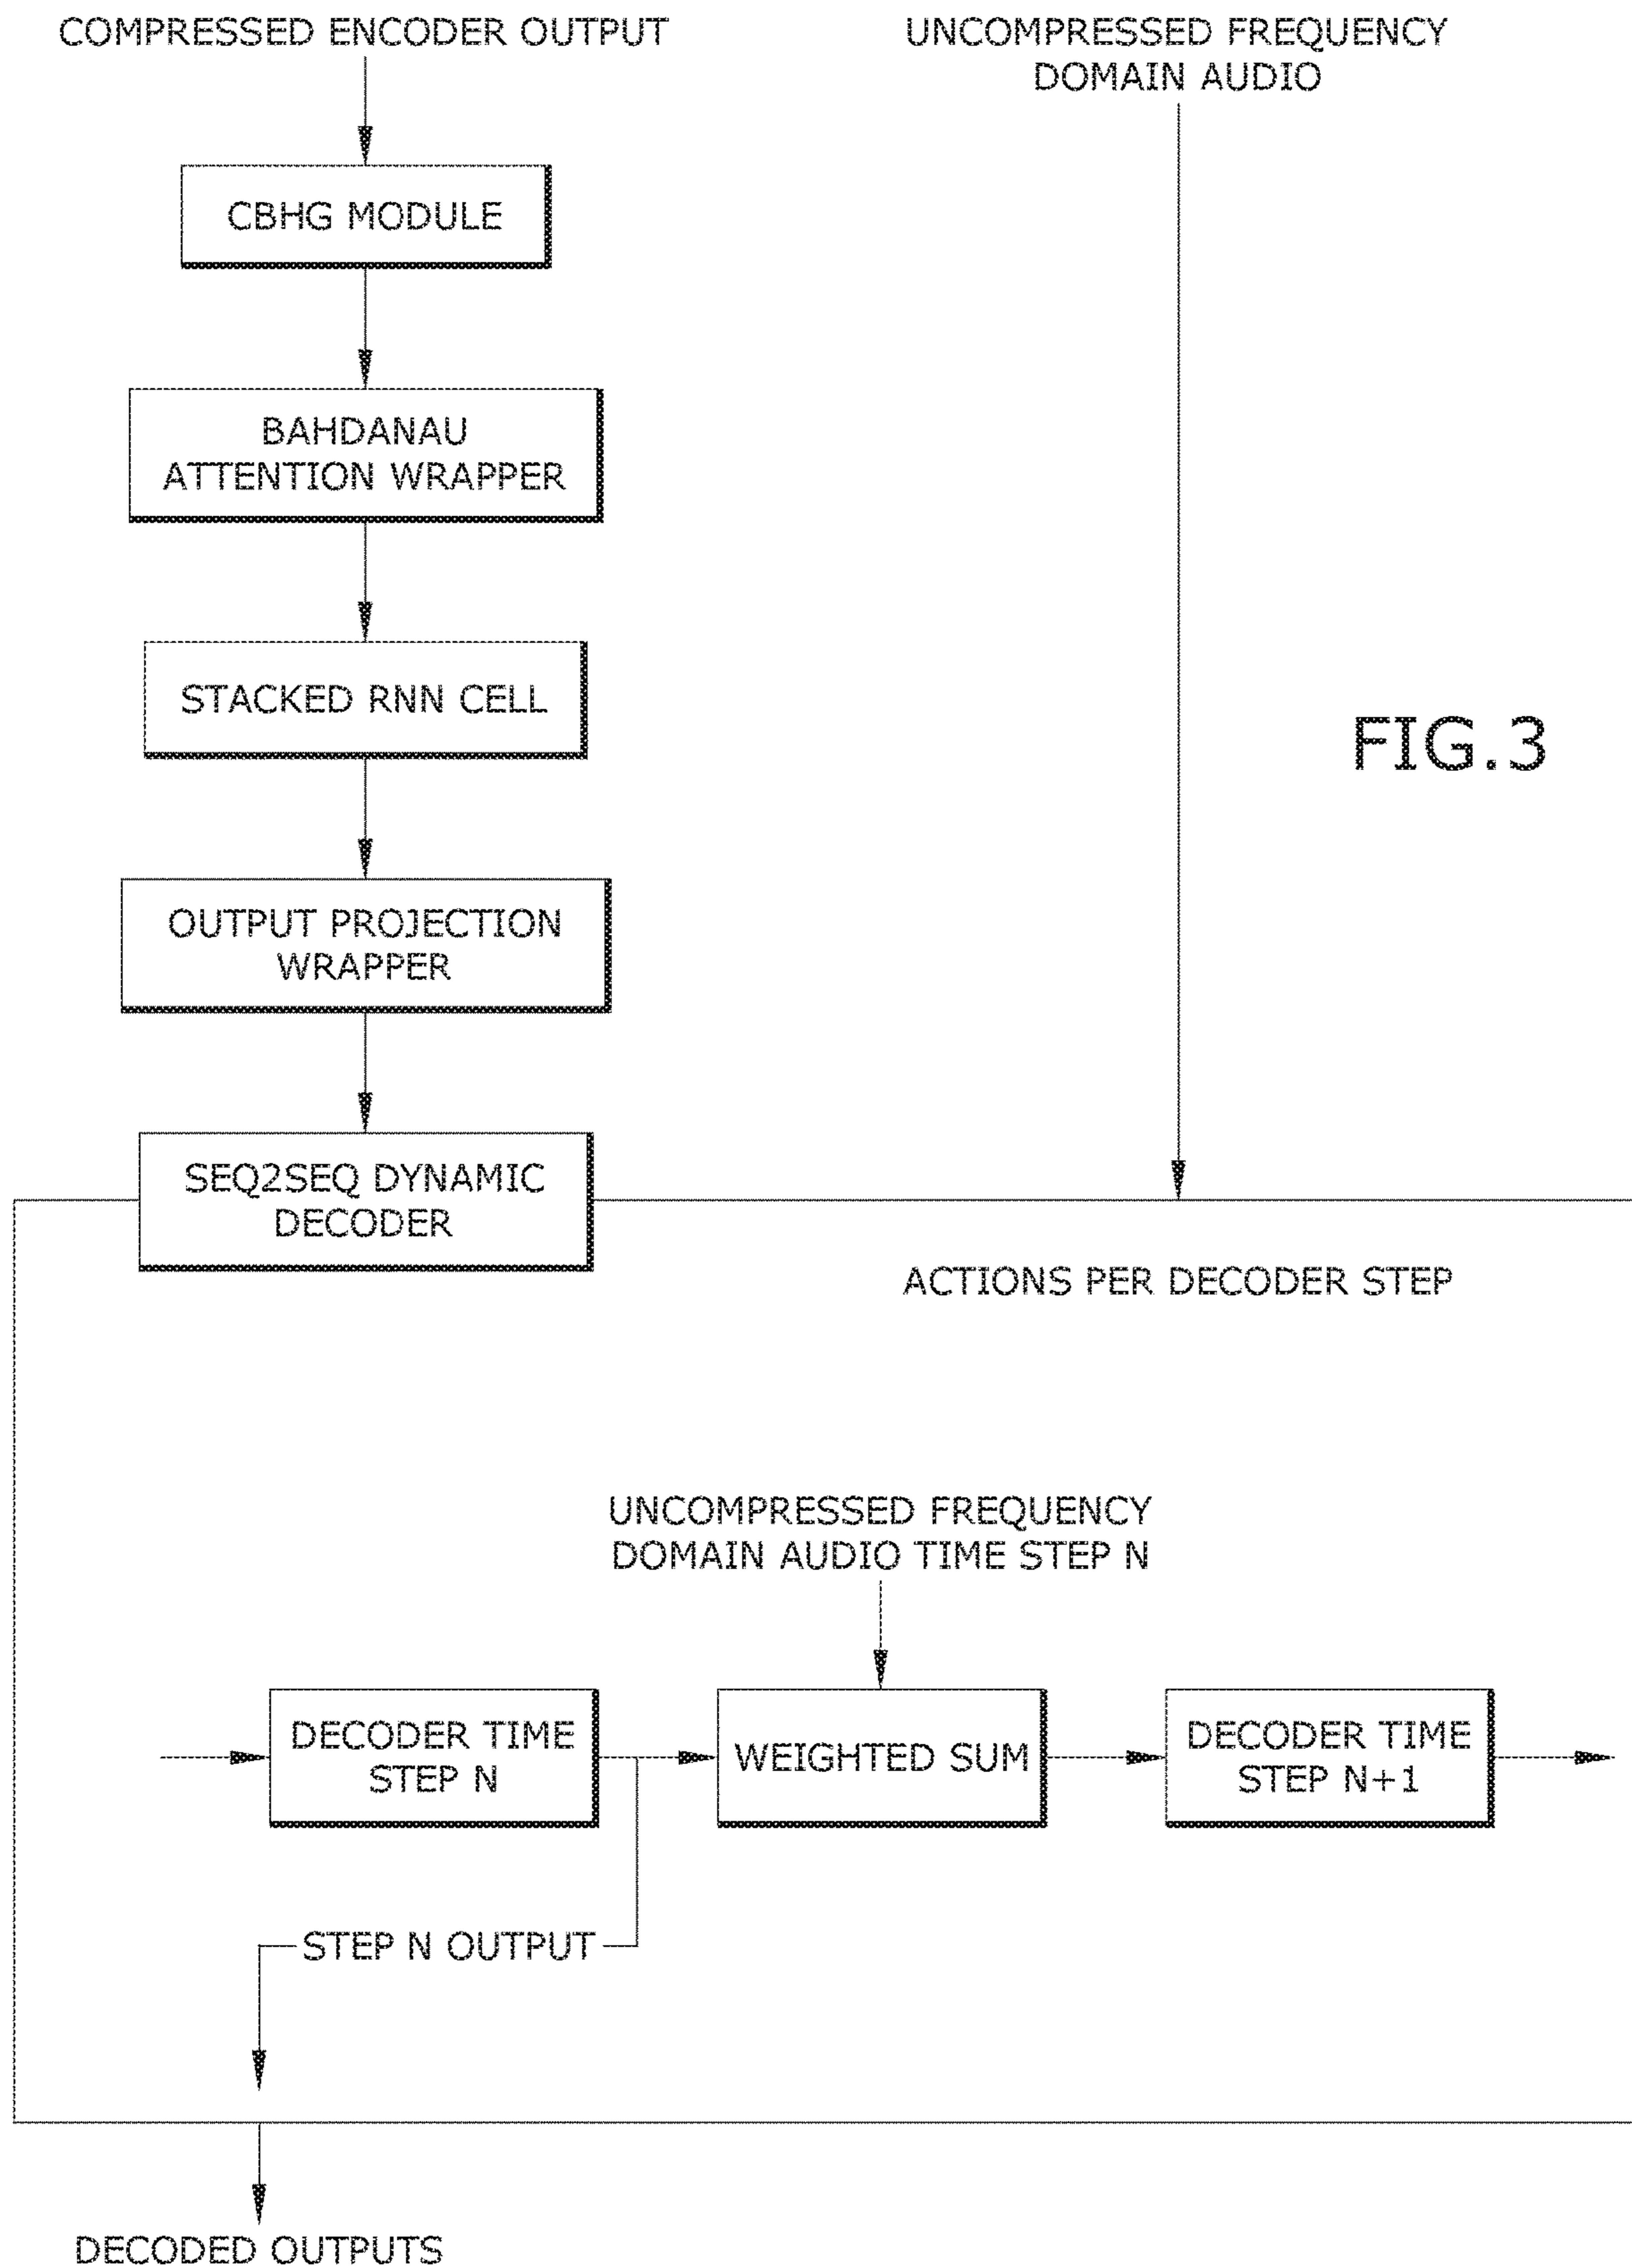 COMPRESSED ENCODER OUTPUT
UNCOMPRESSED FREQUENCY
DOMAIN AUDIO
CBHG MODULE
BAHDANAU
ATTENTION WRAPPER
STACKED RNN CELL
FIG.3
OUTPUT PROJECTION
WRAPPER
SEQ2SEQ DYNAMIC
DECODER
ACTIONS PER DECODER STEP
UNCOMPRESSED FREQUENCY
DOMAIN AUDIO TIME STEP N
DECODER TIME
STEP N
WEIGHTED SUM
DECODER TIME
STEP N+1
STEP N OUTPUT
DECODED OUTPUTS